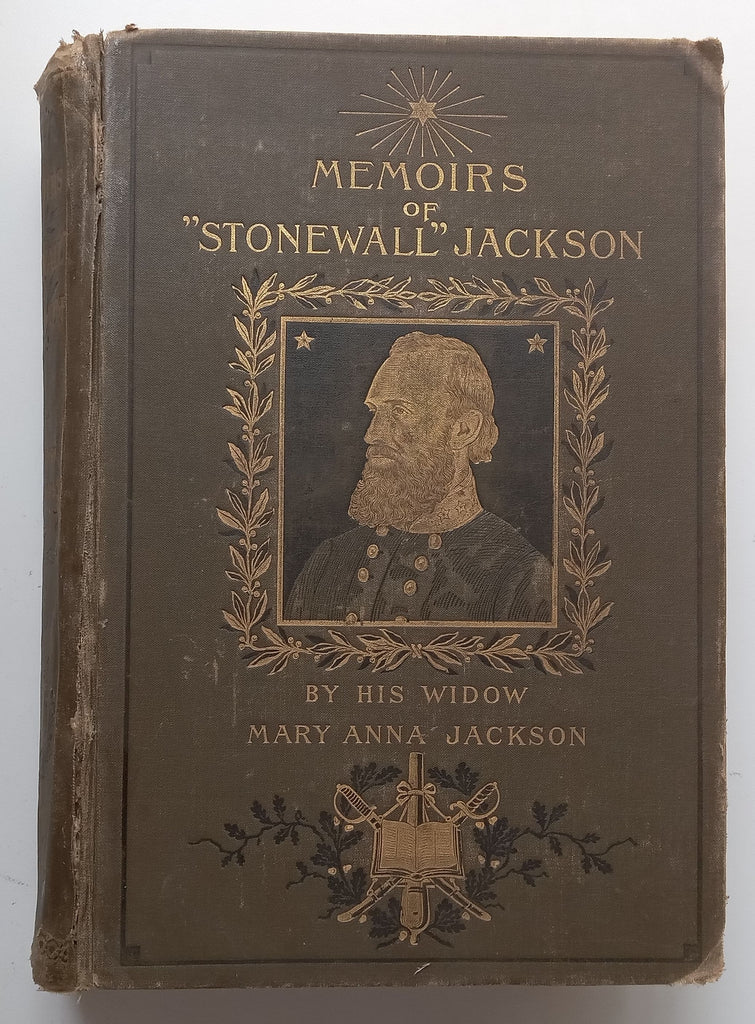 MEMOIRS
OF
”STONEWALL” JACKSON
BY HIS WIDOW
MARY ANNA JACKSON